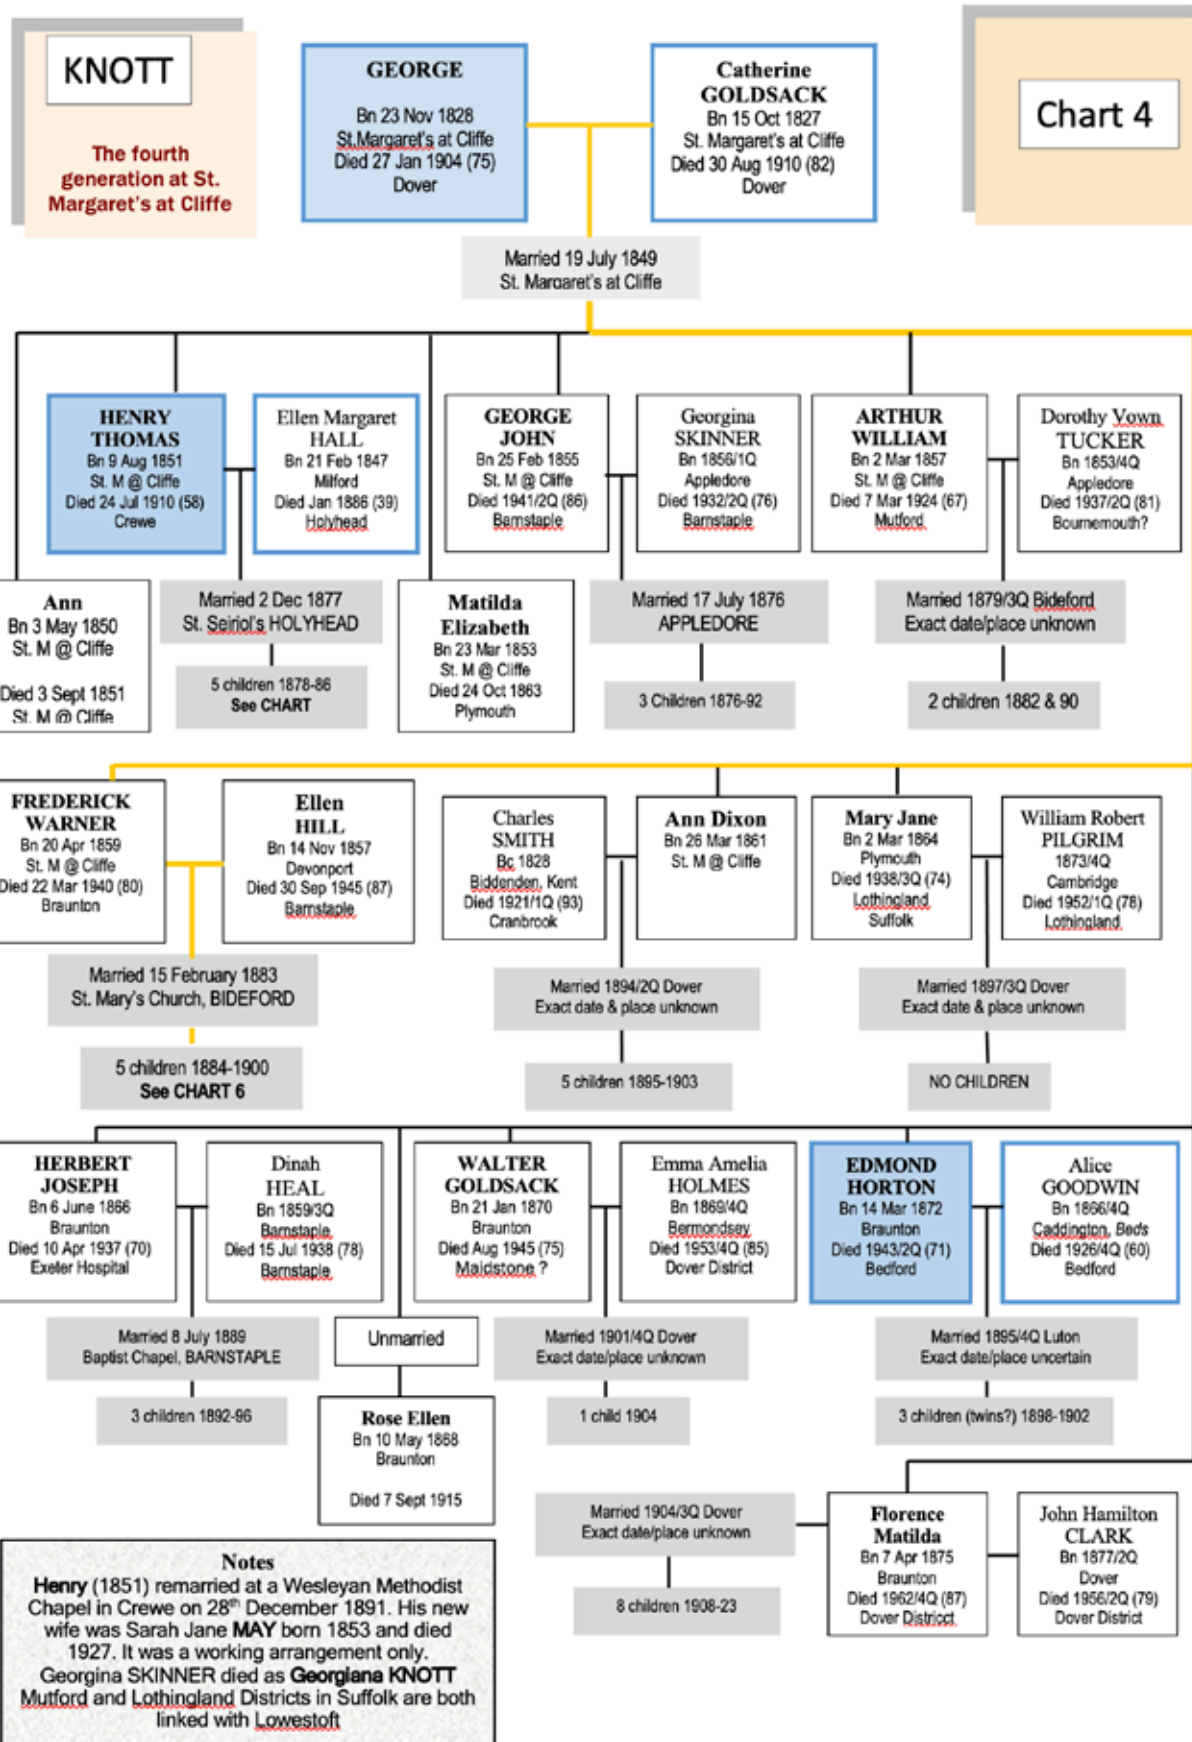 KNOTT
The fourth
generation at St.
Margaret's at Cliffe
GEORGE
Bn 23 Nov 1828
St.Margaret's at Cliffe
Died 27 Jan 1904 (75)
Dover
Catherine
GOLDSACK
Bn 15 Oct 1827
St. Margaret's at Cliffe
Died 30 Aug 1910 (82)
Dover
Chart 4
Married 19 July 1849
St. Margaret's at Cliffe
HENRY
THOMAS
Bn 9 Aug 1851
St. M @ Cliffe
Died 24 Jul 1910 (58)
Crewe
Ellen Margaret
HALL
Bn 21 Feb 1847
Milford
Died Jan 1886 (39)
Holyhead
GEORGE
JOHN
Bn 25 Feb 1855
St. M @ Cliffe
Died 1941/2Q (86)
Barnstaple
Georgina
SKINNER
Bn 1856/1Q
Appledore
Died 1932/2Q (76)
Barnstaple
ARTHUR
WILLIAM
Bn 2 Mar 1857
St. M @ Cliffe
Died 7 Mar 1924 (67)
Mutford
Dorothy Vown
TUCKER
Bn 1853/4Q
Appledore
Died 1937/2Q (81)
Bournemouth?
Ann
Bn 3 May 1850
St. M @ Cliffe
Died 3 Sept 1851
St. M @ Cliffe
Married 2 Dec 1877
St. Seiriol's HOLYHEAD
5 children 1878-86
See CHART
Matilda
Elizabeth
Bn 23 Mar 1853
St. M @ Cliffe
Died 24 Oct 1863
Plymouth
Married 17 July 1876
APPLEDORE
3 Children 1876-92
Married 1879/3Q Bideford
Exact date/place unknown
2 children 1882 & 90
FREDERICK
WARNER
Bn 20 Apr 1859
St. M @ Cliffe
Died 22 Mar 1940 (80)
Braunton
Ellen
HILL
Bn 14 Nov 1857
Devonport
Died 30 Sep 1945 (87)
Barnstaple
Charles
SMITH
Bc 1828
Biddenden, Kent
Died 1921/1Q (93)
Cranbrook
Ann Dixon
Bn 26 Mar 1861
St. M @ Cliffe
Mary Jane
Bn 2 Mar 1864
Plymouth
Died 1938/3Q (74)
Lothingland
Suffolk
William Robert
PILGRIM
1873/4Q
Cambridge
Died 1952/1Q (78)
Lothingland
Married 15 February 1883
St. Mary's Church, BIDEFORD
5 children 1884-1900
See CHART 6
Married 1894/2Q Dover
Exact date & place unknown
5 children 1895-1903
Married 1897/3Q Dover
Exact date & place unknown
NO CHILDREN
HERBERT
JOSEPH
Bn 6 June 1866
Braunton
Died 10 Apr 1937 (70)
Exeter Hospital
Dinah
HEAL
Bn 1859/3Q
Barnstaple
Died 15 Jul 1938 (78)
Barnstaple
WALTER
GOLDSACK
Bn 21 Jan 1870
Braunton
Died Aug 1945 (75)
Maidstone ?
Emma Amelia
HOLMES
Bn 1869/4Q
Bermondsey
Died 1953/4Q (85)
Dover District
EDMOND
HORTON
Bn 14 Mar 1872
Braunton
Died 1943/2Q (71)
Bedford
Alice
GOODWIN
Bn 1866/4Q
Caddington, Beds
Died 1926/4Q (60)
Bedford
Married 8 July 1889
Baptist Chapel, BARNSTAPLE
3 children 1892-96
Unmarried
Rose Ellen
Bn 10 May 1868
Braunton
Died 7 Sept 1915
Married 1901/4Q Dover
Exact date/place unknown
1 child 1904
Married 1895/4Q Luton
Exact date/place uncertain
3 children (twins?) 1898-1902
Married 1904/3Q Dover
Exact date/place unknown
8 children 1908-23
Florence
Matilda
Bn 7 Apr 1875
Braunton
Died 1962/4Q (87)
Dover Districct
John Hamilton
CLARK
Bn 1877/2Q
Dover
Died 1956/2Q (79)
Dover District
Notes
Henry (1851) remarried at a Wesleyan Methodist
Chapel in Crewe on 28th December 1891. His new
wife was Sarah Jane MAY born 1853 and died
1927. It was a working arrangement only.
Georgina SKINNER died as Georgiana KNOTT
Mutford and Lothingland Districts in Suffolk are both
linked with Lowestoft